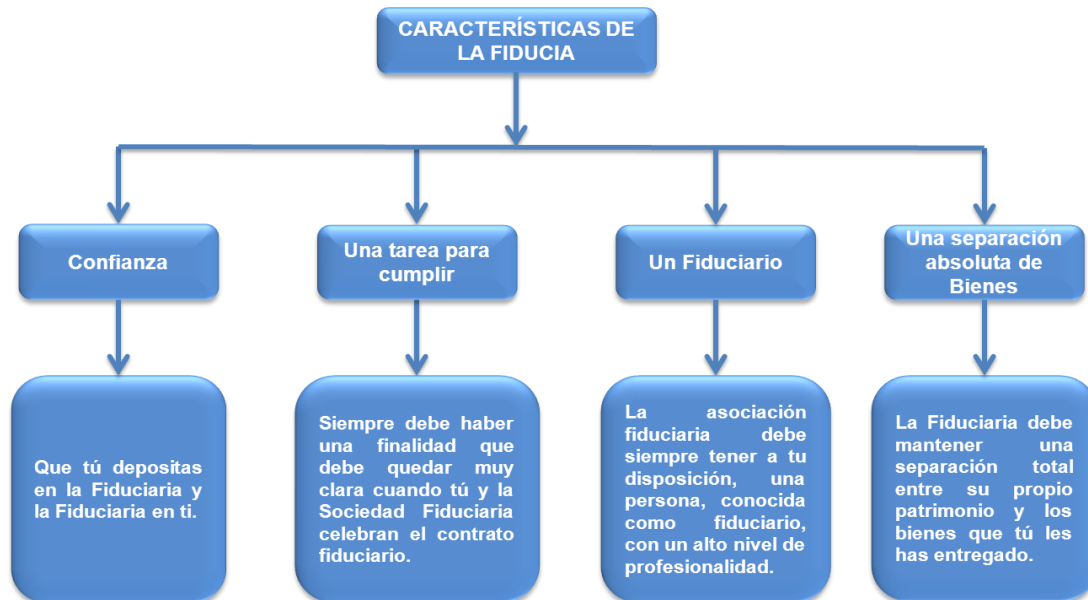 CARACTERÍSTICAS DE
LA FIDUCIA
Confianza
Una tarea para
cumplir
Un Fiduciario
Una separación
absoluta de
Bienes
Que tú depositas
en la Fiduciaria y
la Fiduciaria en ti.
Siempre debe haber
una finalidad que
debe quedar muy
clara cuando tú y la
Sociedad Fiduciaria
celebran el contrato
fiduciario.
La asociación
fiduciaria debe
siempre tener a tu
disposición, una
persona, conocida
como fiduciario,
con un alto nivel de
profesionalidad.
La Fiduciaria debe
mantener una
separación total
entre su propio
patrimonio y los
bienes que tú les
has entregado.